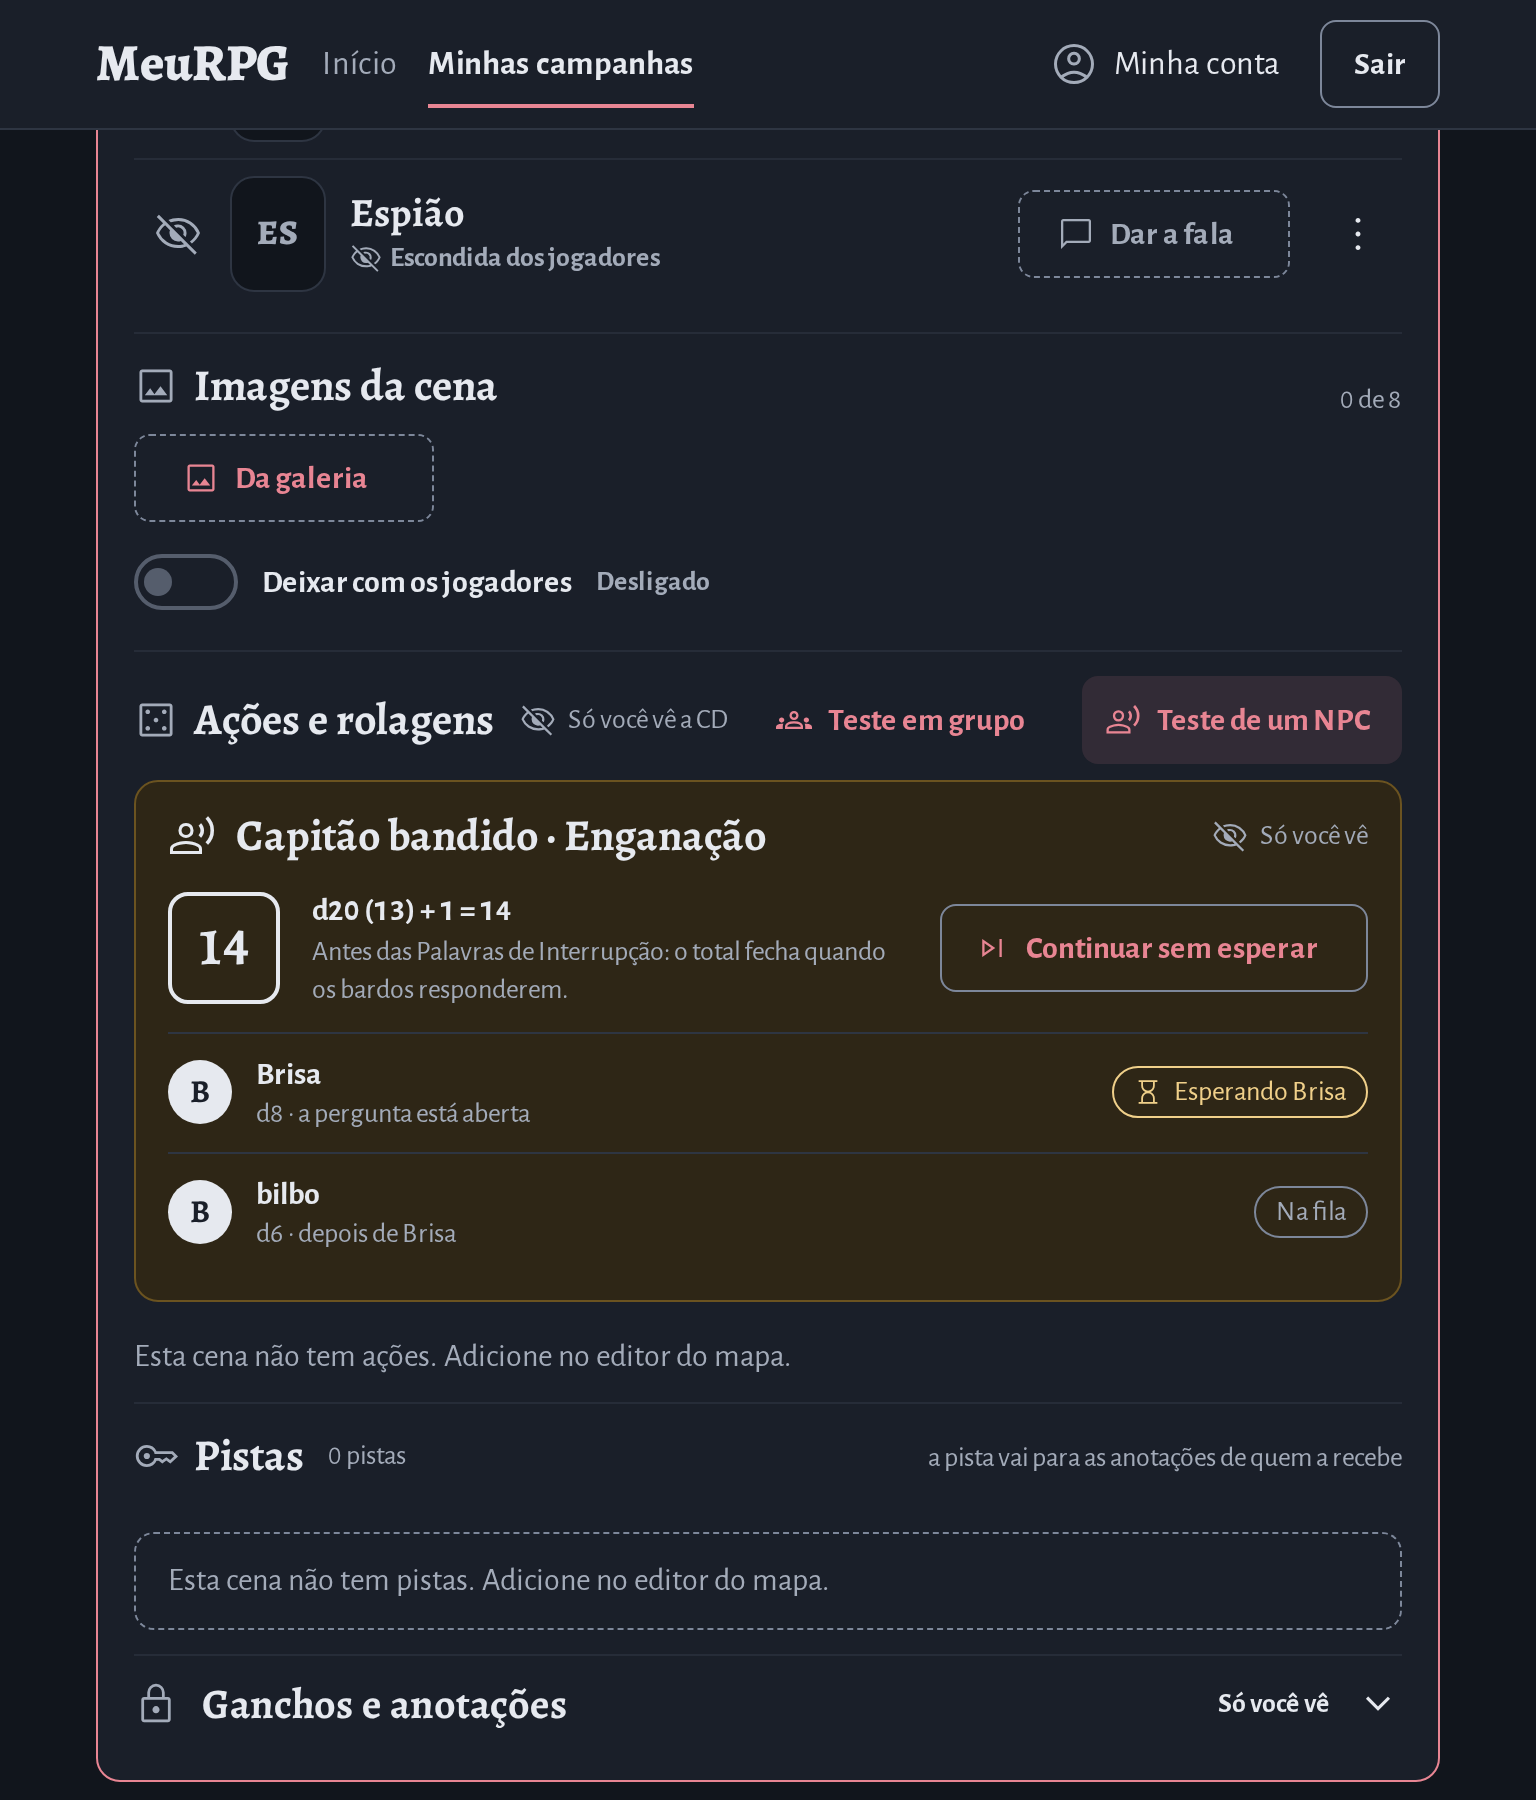 MeuRPG Início Minhas campanhas Minha conta Sair
ES Espião Dar a fala
Escondida dos jogadores
Imagens da cena 0 de 8
Da galeria
Deixar com os jogadores Desligado
Ações e rolagens Só você vê a CD Teste em grupo Teste de um NPC
Capitão bandido · Enganação Só você vê
14 d20 (13) + 1 = 14
Antes das Palavras de Interrupção: o total fecha quando
os bardos responderem.
Continuar sem esperar
B Brisa
d8 · a pergunta está aberta
Esperando Brisa
B bilbo
d6 · depois de Brisa
Na fila
Esta cena não tem ações. Adicione no editor do mapa.
Pistas 0 pistas a pista vai para as anotações de quem a recebe
Esta cena não tem pistas. Adicione no editor do mapa.
Ganchos e anotações Só você vê